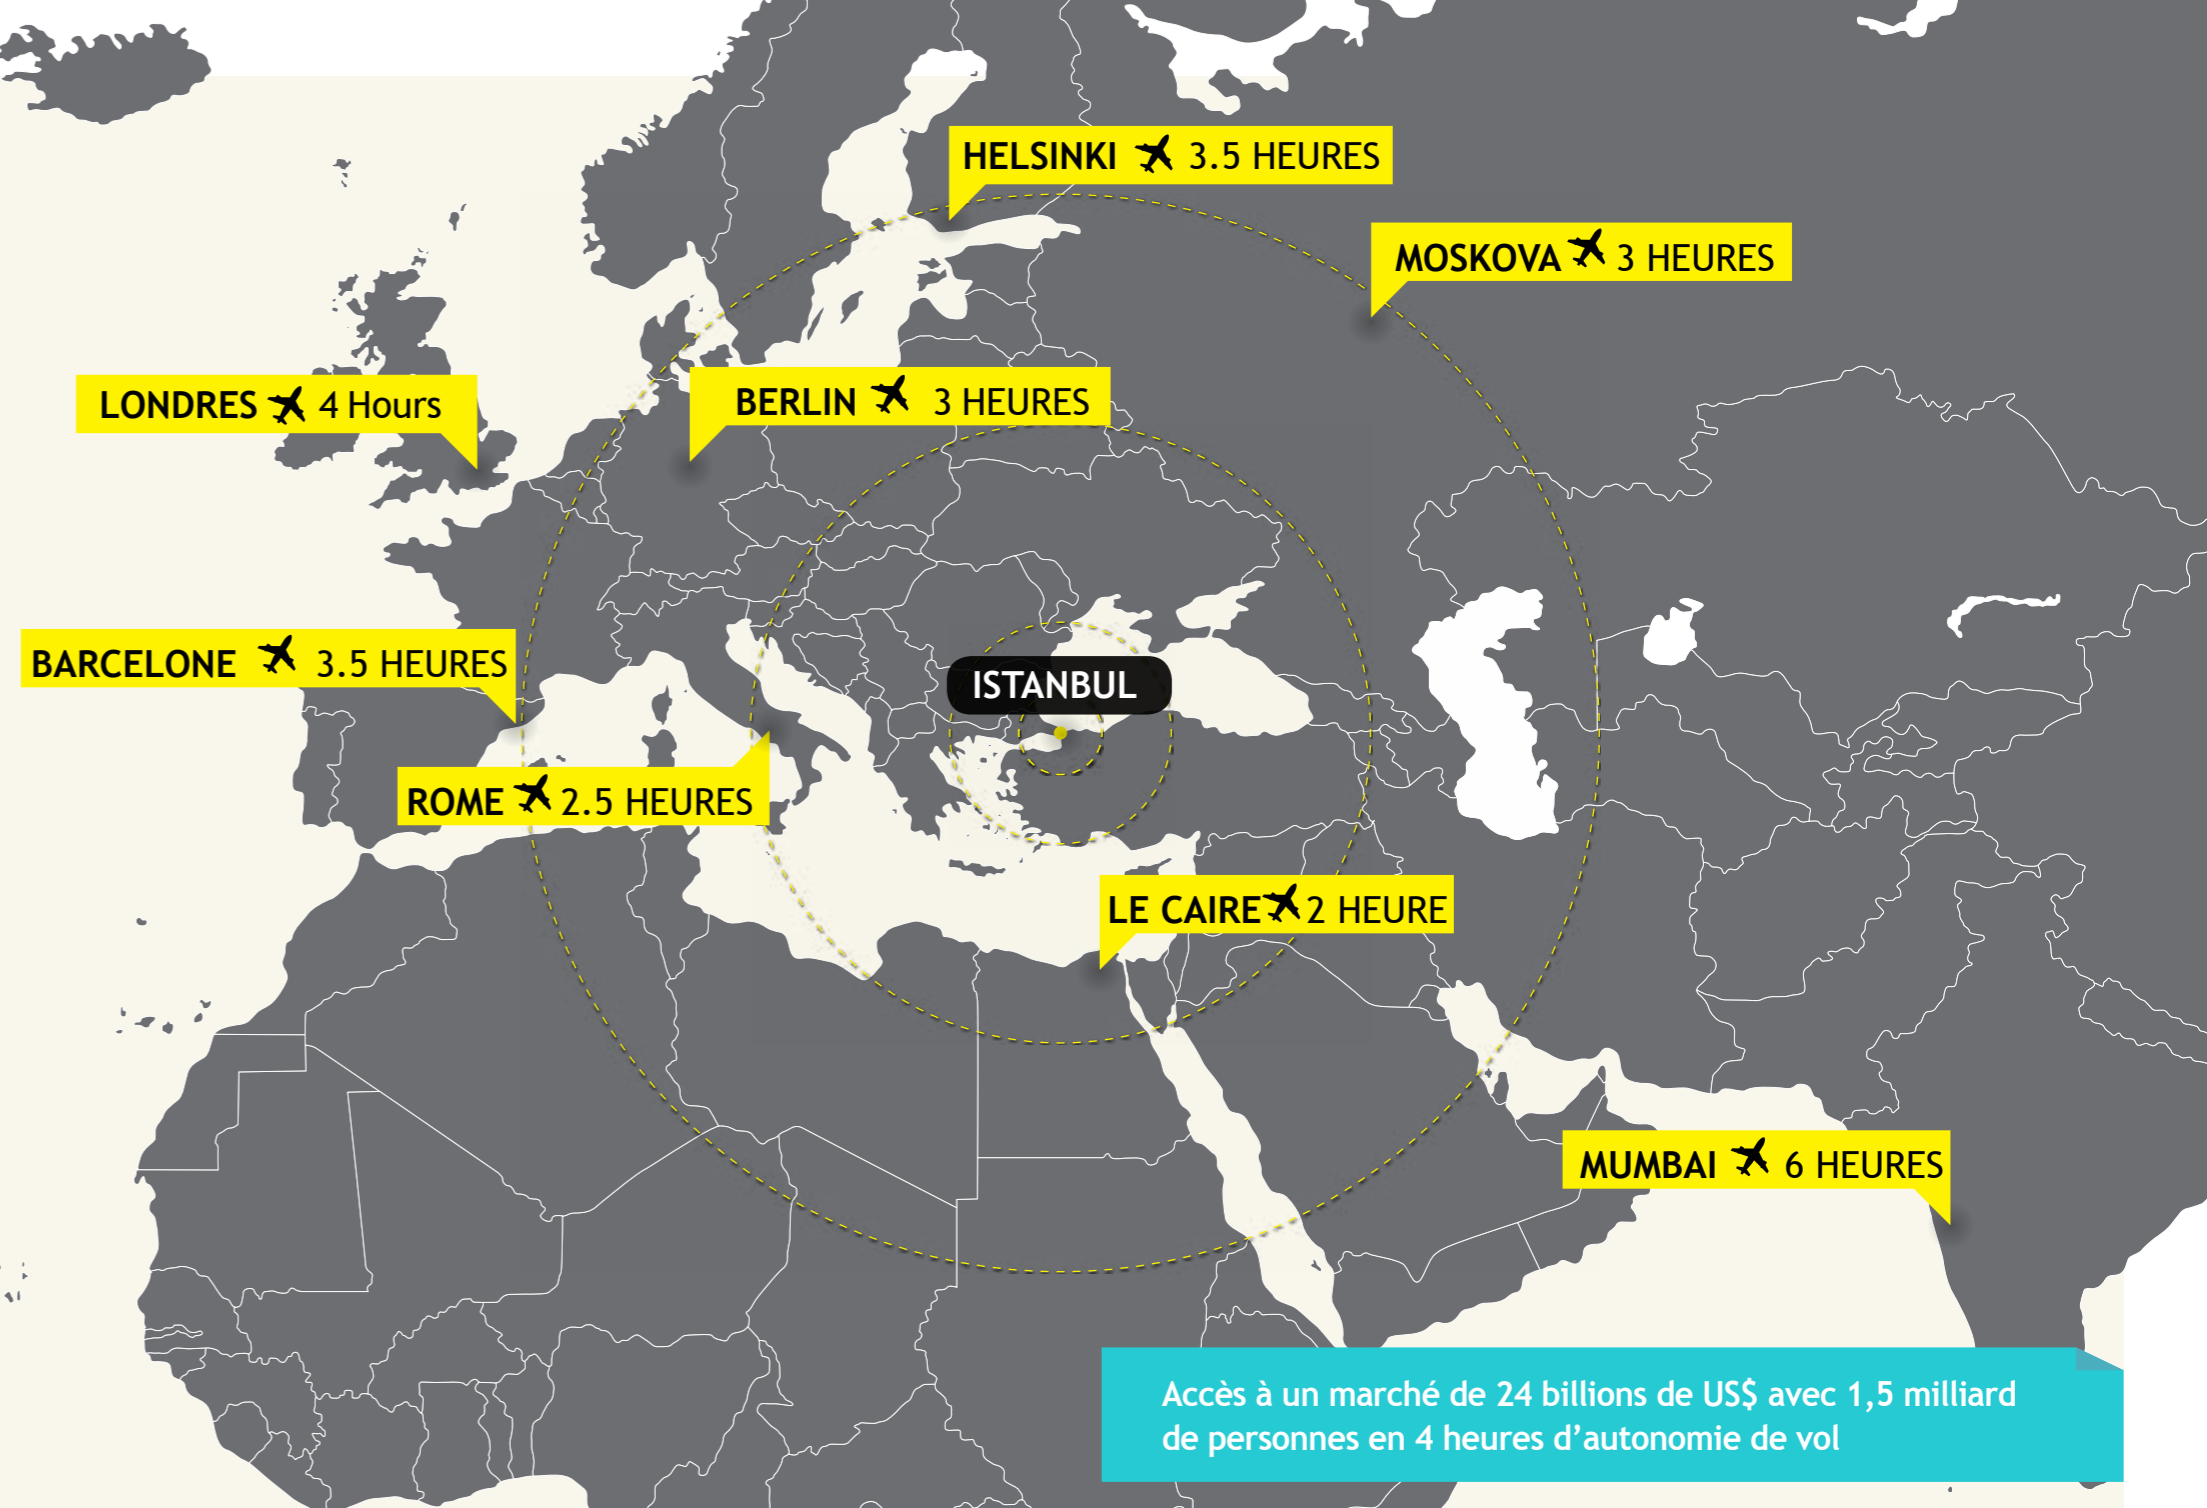 HELSINKI 3.5 HEURES
MOSKOVA 3 HEURES
LONDRES 4 Hours
BERLIN 3 HEURES
BARCELONE 3.5 HEURES
ISTANBUL
ROME 2.5 HEURES
LE CAIRE 2 HEURE
MUMBAI 6 HEURES
Accès à un marché de 24 billions de US$ avec 1,5 milliard
de personnes en 4 heures d’autonomie de vol